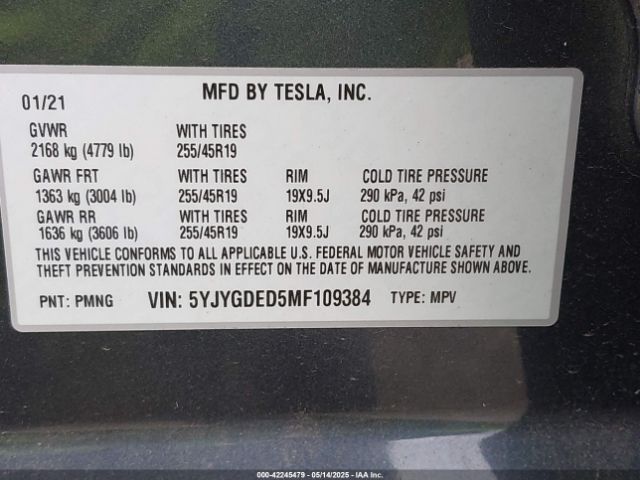 MFD BY TESLA, INC.
01/21
GVWR WITH TIRES
2168 kg (4779 lb) 255/45R19
GAWR FRT WITH TIRES RIM COLD TIRE PRESSURE
1363 kg (3004 lb) 255/45R19 19X9.5J 290 kPa, 42 psi
GAWR RR WITH TIRES RIM COLD TIRE PRESSURE
1636 kg (3606 lb) 255/45R19 19X9.5J 290 kPa, 42 psi
THIS VEHICLE CONFORMS TO ALL APPLICABLE U.S. FEDERAL MOTOR VEHICLE SAFETY AND
THEFT PREVENTION STANDARDS IN EFFECT ON THE DATE OF MANUFACTURE SHOWN ABOVE.
PNT: PMNG VIN: 5YJYGDED5MF109384 TYPE: MPV
000-42245479 - 05/14/2025 - IAA Inc.